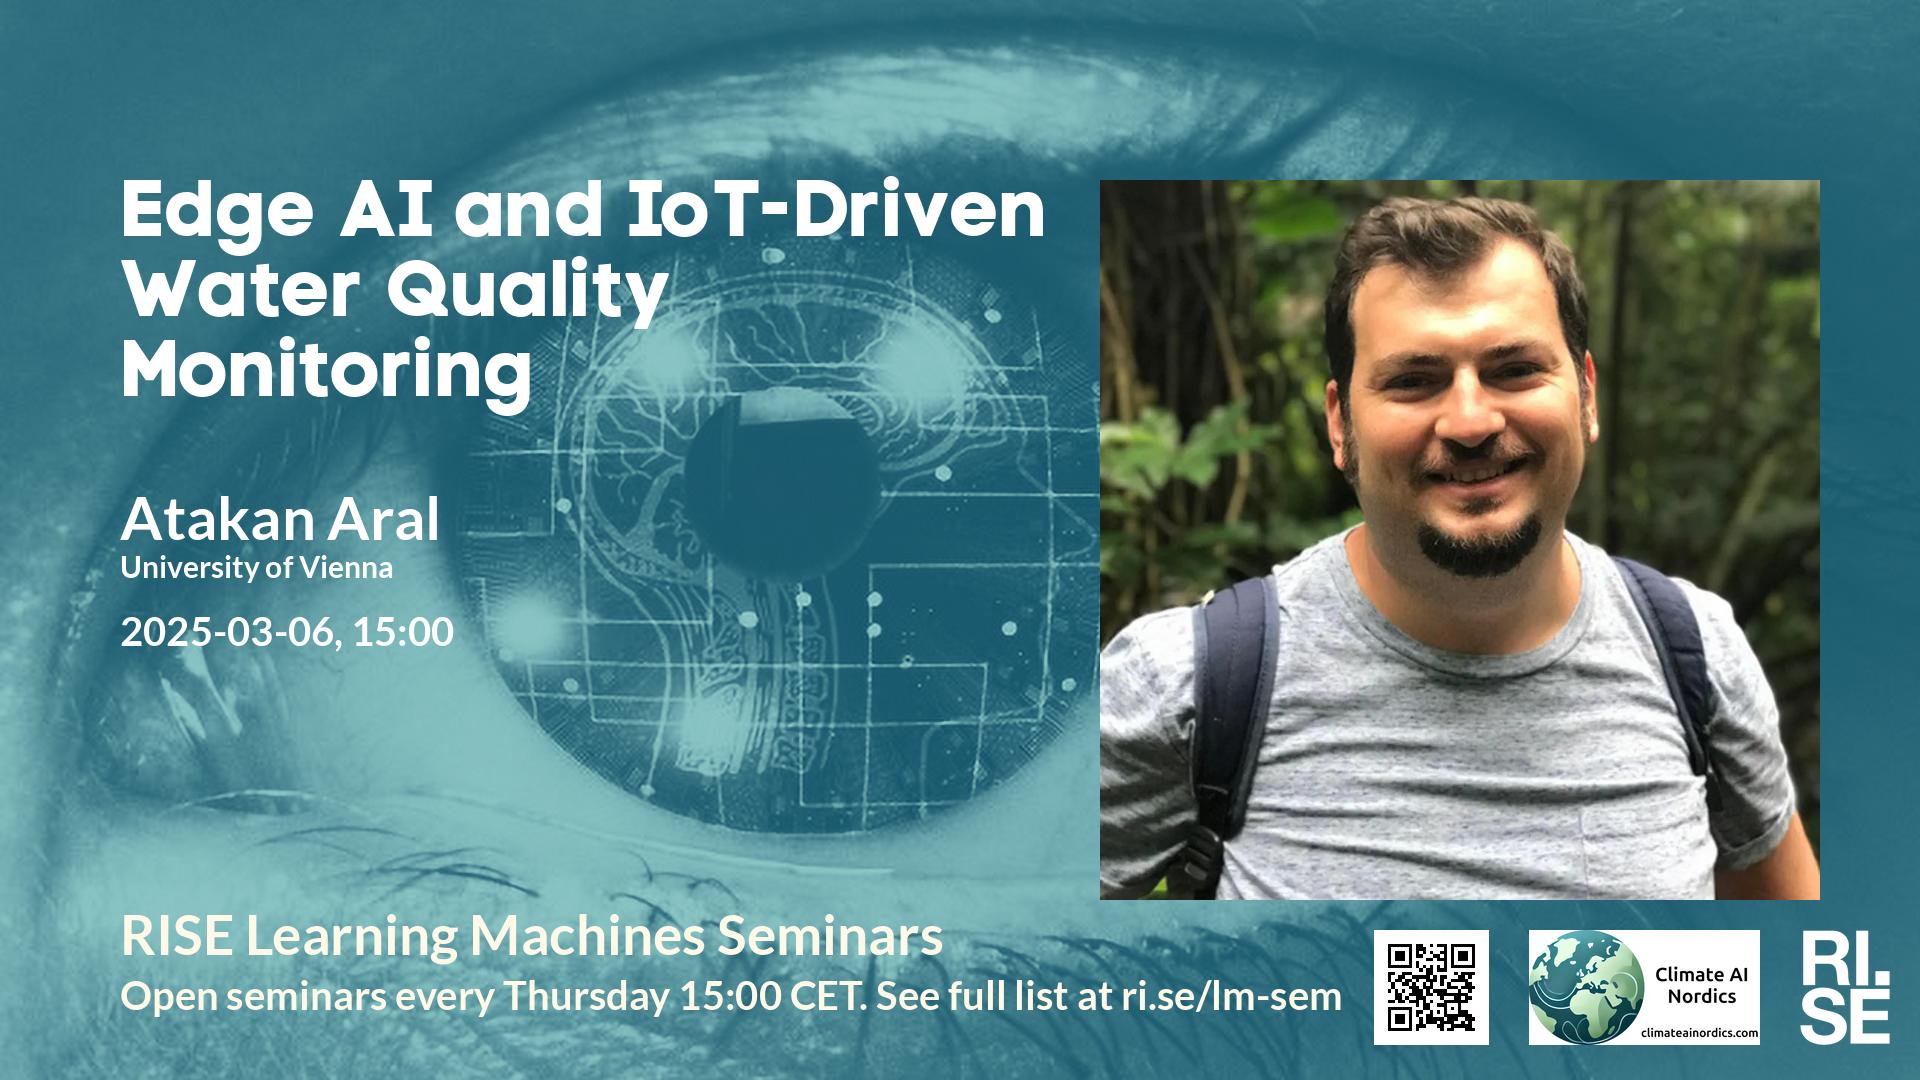 Edge AI and IoT-Driven
Water Quality
Monitoring
Atakan Aral
University of Vienna
2025-03-06, 15:00
RISE Learning Machines Seminars
Open seminars every Thursday 15:00 CET. See full list at ri.se/lm-sem
Climate AI
Nordics
climateainordics.com
RI.
SE